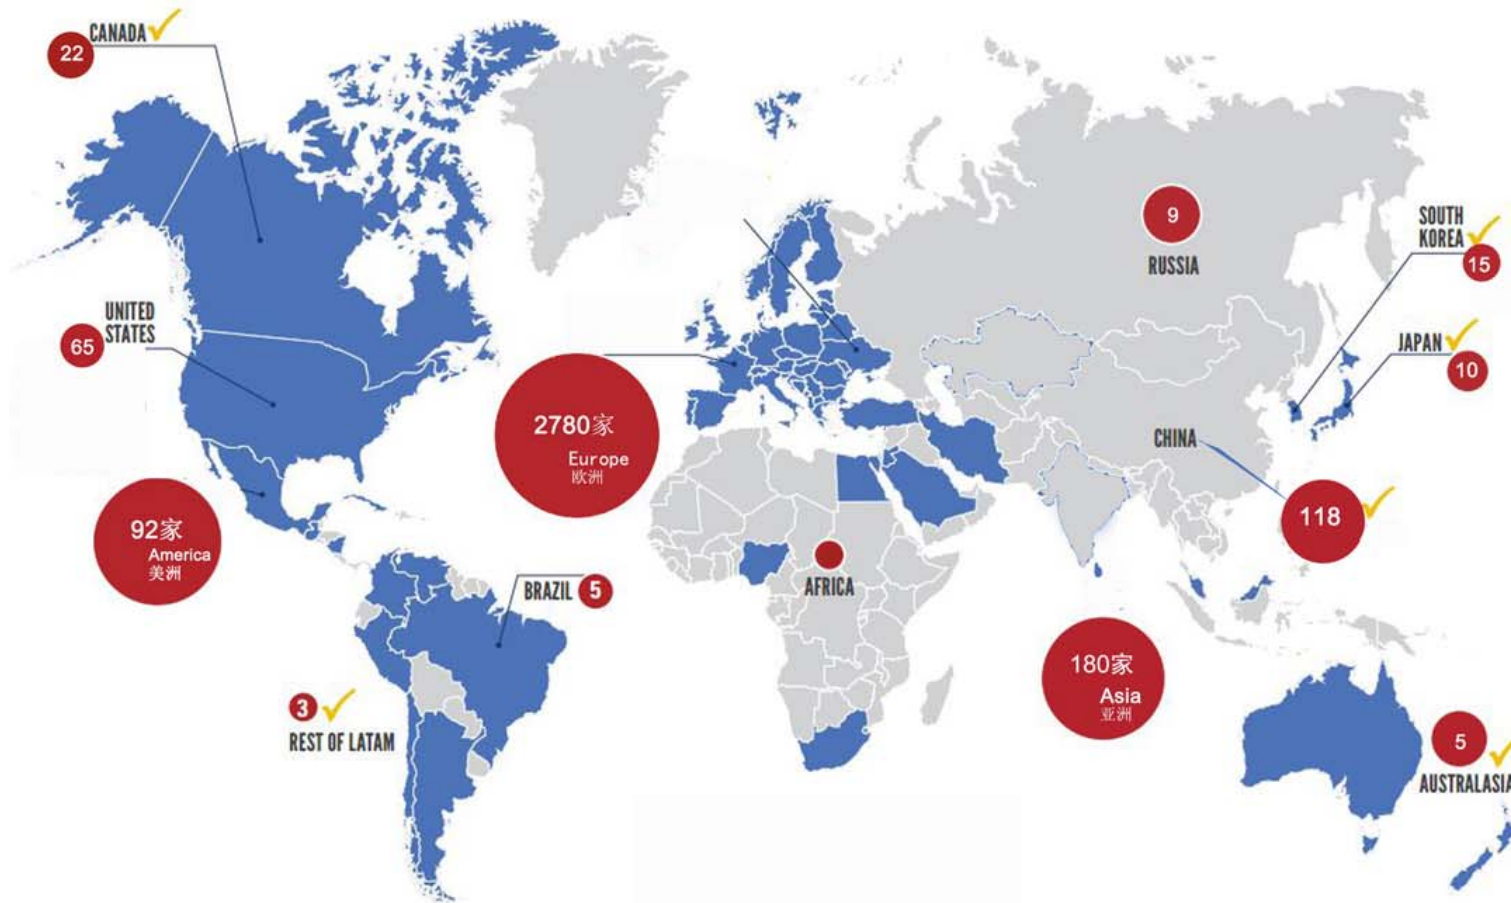 CANADA
22
UNITED
STATES
65
92家
America
美洲
BRAZIL
5
3
REST OF LATAM
2780家
Europe
欧洲
AFRICA
9
RUSSIA
SOUTH
KOREA
15
JAPAN
10
CHINA
118
180家
Asia
亚洲
5
AUSTRALASIA